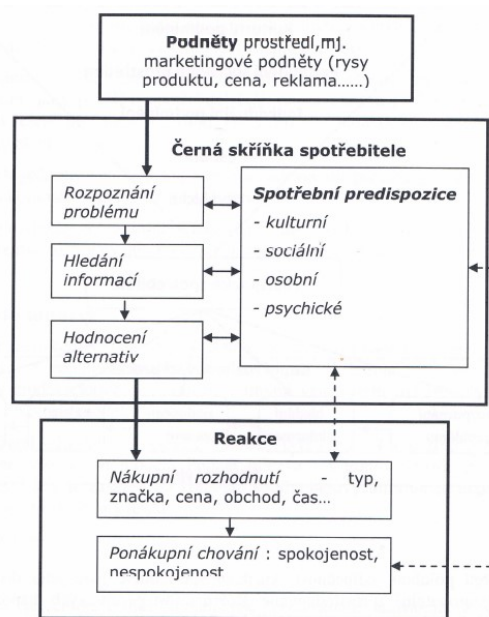 Podněty prostředí,mj.
marketingové podněty (rysy
produktu, cena, reklama……)
Černá skříňka spotřebitele
Rozpoznání
problému
Hledání
informací
Hodnocení
alternativ
Spotřební predispozice
- kulturní
- sociální
- osobní
- psychické
Reakce
Nákupní rozhodnutí - typ,
značka, cena, obchod, čas…
Ponákupní chování : spokojenost,
nespokojenost